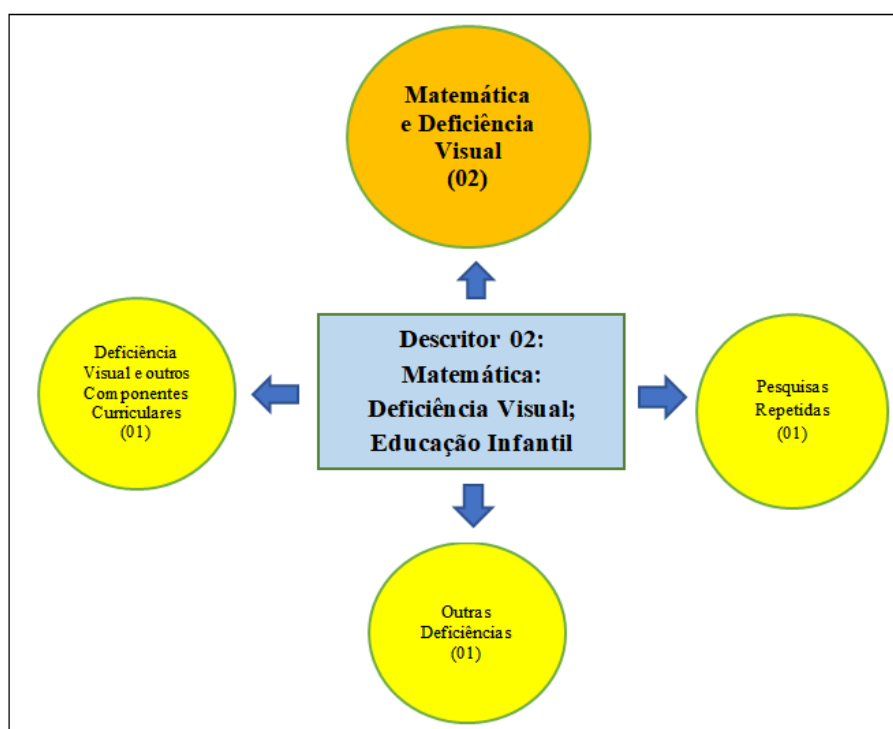 Matemática
e Deficiência
Visual
(02)
Descritor 02:
Matemática:
Deficiência Visual;
Educação Infantil
Deficiência
Visual e outros
Componentes
Curriculares
(01)
Pesquisas
Repetidas
(01)
Outras
Deficiências
(01)